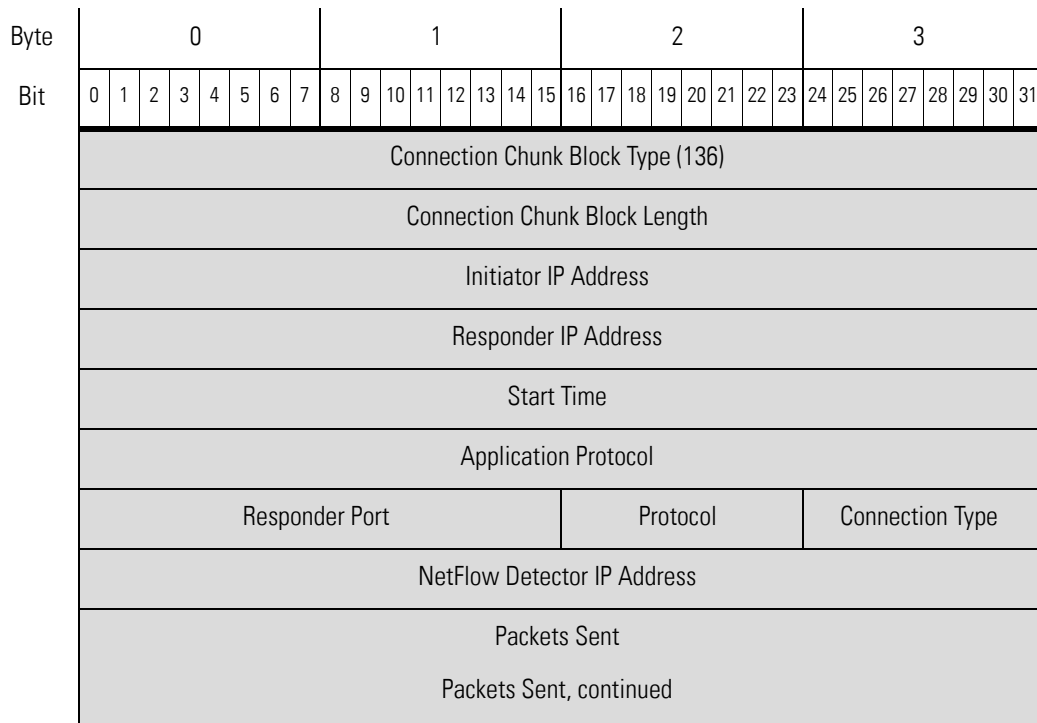 Byte 0 1 2 3
Bit 0 1 2 3 4 5 6 7 8 9 10 11 12 13 14 15 16 17 18 19 20 21 22 23 24 25 26 27 28 29 30 31
Connection Chunk Block Type (136)
Connection Chunk Block Length
Initiator IP Address
Responder IP Address
Start Time
Application Protocol
Responder Port Protocol Connection Type
NetFlow Detector IP Address
Packets Sent
Packets Sent, continued